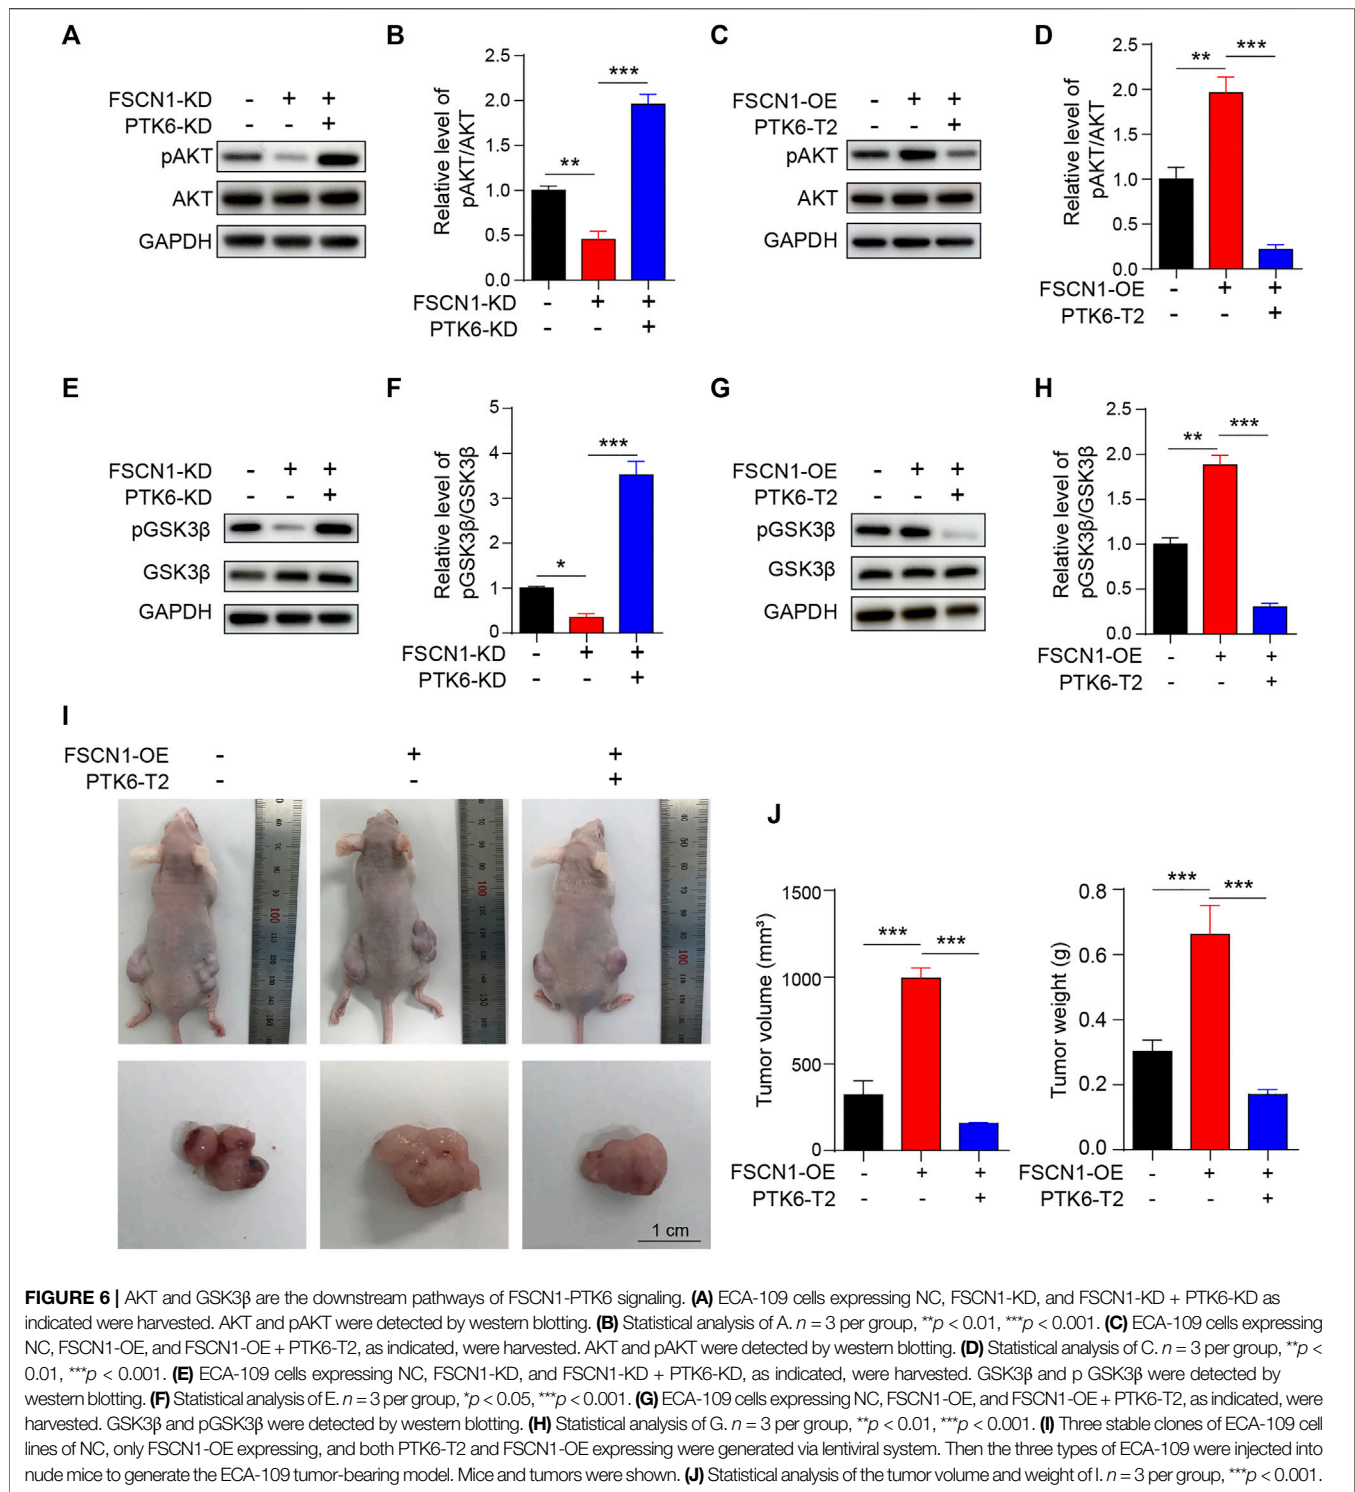 A
FSCN1-KD - + +
PTK6-KD - - +
pAKT
AKT
GAPDH
B
Relative level of
pAKT/AKT
2.5
2.0
1.5
1.0
0.5
0.0
** ***
FSCN1-KD - + +
PTK6-KD - - +
C
FSCN1-OE - + +
PTK6-T2 - - +
pAKT
AKT
GAPDH
D
Relative level of
pAKT/AKT
2.5
2.0
1.5
1.0
0.5
0.0
** ***
FSCN1-OE - + +
PTK6-T2 - - +
E
FSCN1-KD - + +
PTK6-KD - - +
pGSK3β
GSK3β
GAPDH
F
Relative level of
pGSK3β/GSK3β
5
4
3
2
1
0
* ***
FSCN1-KD - + +
PTK6-KD - - +
G
FSCN1-OE - + +
PTK6-T2 - - +
pGSK3β
GSK3β
GAPDH
H
Relative level of
pGSK3β/GSK3β
2.5
2.0
1.5
1.0
0.5
0.0
** ***
FSCN1-OE - + +
PTK6-T2 - - +
I
FSCN1-OE - + +
PTK6-T2 - - +
100
100
100
1 cm
J
Tumor volume (mm³)
1500
1000
500
0
*** ***
FSCN1-OE - + +
PTK6-T2 - - +
Tumor weight (g)
0.8
0.6
0.4
0.2
0.0
*** ***
FSCN1-OE - + +
PTK6-T2 - - +
FIGURE 6 | AKT and GSK3β are the downstream pathways of FSCN1-PTK6 signaling. (A) ECA-109 cells expressing NC, FSCN1-KD, and FSCN1-KD + PTK6-KD as
indicated were harvested. AKT and pAKT were detected by western blotting. (B) Statistical analysis of A. n = 3 per group, **p < 0.01, ***p < 0.001. (C) ECA-109 cells expressing
NC, FSCN1-OE, and FSCN1-OE + PTK6-T2, as indicated, were harvested. AKT and pAKT were detected by western blotting. (D) Statistical analysis of C. n = 3 per group, **p <
0.01, ***p < 0.001. (E) ECA-109 cells expressing NC, FSCN1-KD, and FSCN1-KD + PTK6-KD, as indicated, were harvested. GSK3β and p GSK3β were detected by
western blotting. (F) Statistical analysis of E. n = 3 per group, *p < 0.05, ***p < 0.001. (G) ECA-109 cells expressing NC, FSCN1-OE, and FSCN1-OE + PTK6-T2, as indicated, were
harvested. GSK3β and pGSK3β were detected by western blotting. (H) Statistical analysis of G. n = 3 per group, **p < 0.01, ***p < 0.001. (I) Three stable clones of ECA-109 cell
lines of NC, only FSCN1-OE expressing, and both PTK6-T2 and FSCN1-OE expressing were generated via lentiviral system. Then the three types of ECA-109 were injected into
nude mice to generate the ECA-109 tumor-bearing model. Mice and tumors were shown. (J) Statistical analysis of the tumor volume and weight of I. n = 3 per group, ***p < 0.001.